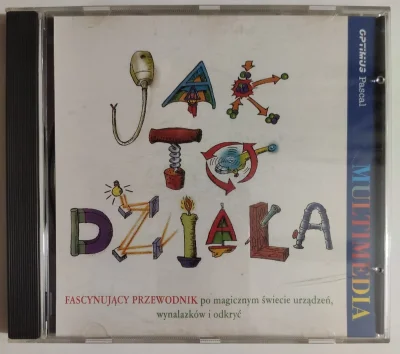 JAK
TO
DZIAŁA
FASCYNUJĄCY PRZEWODNIK po magicznym świecie urządzeń,
wynalazków i odkryć
OPTIMUS Pascal
MULTIMEDIA